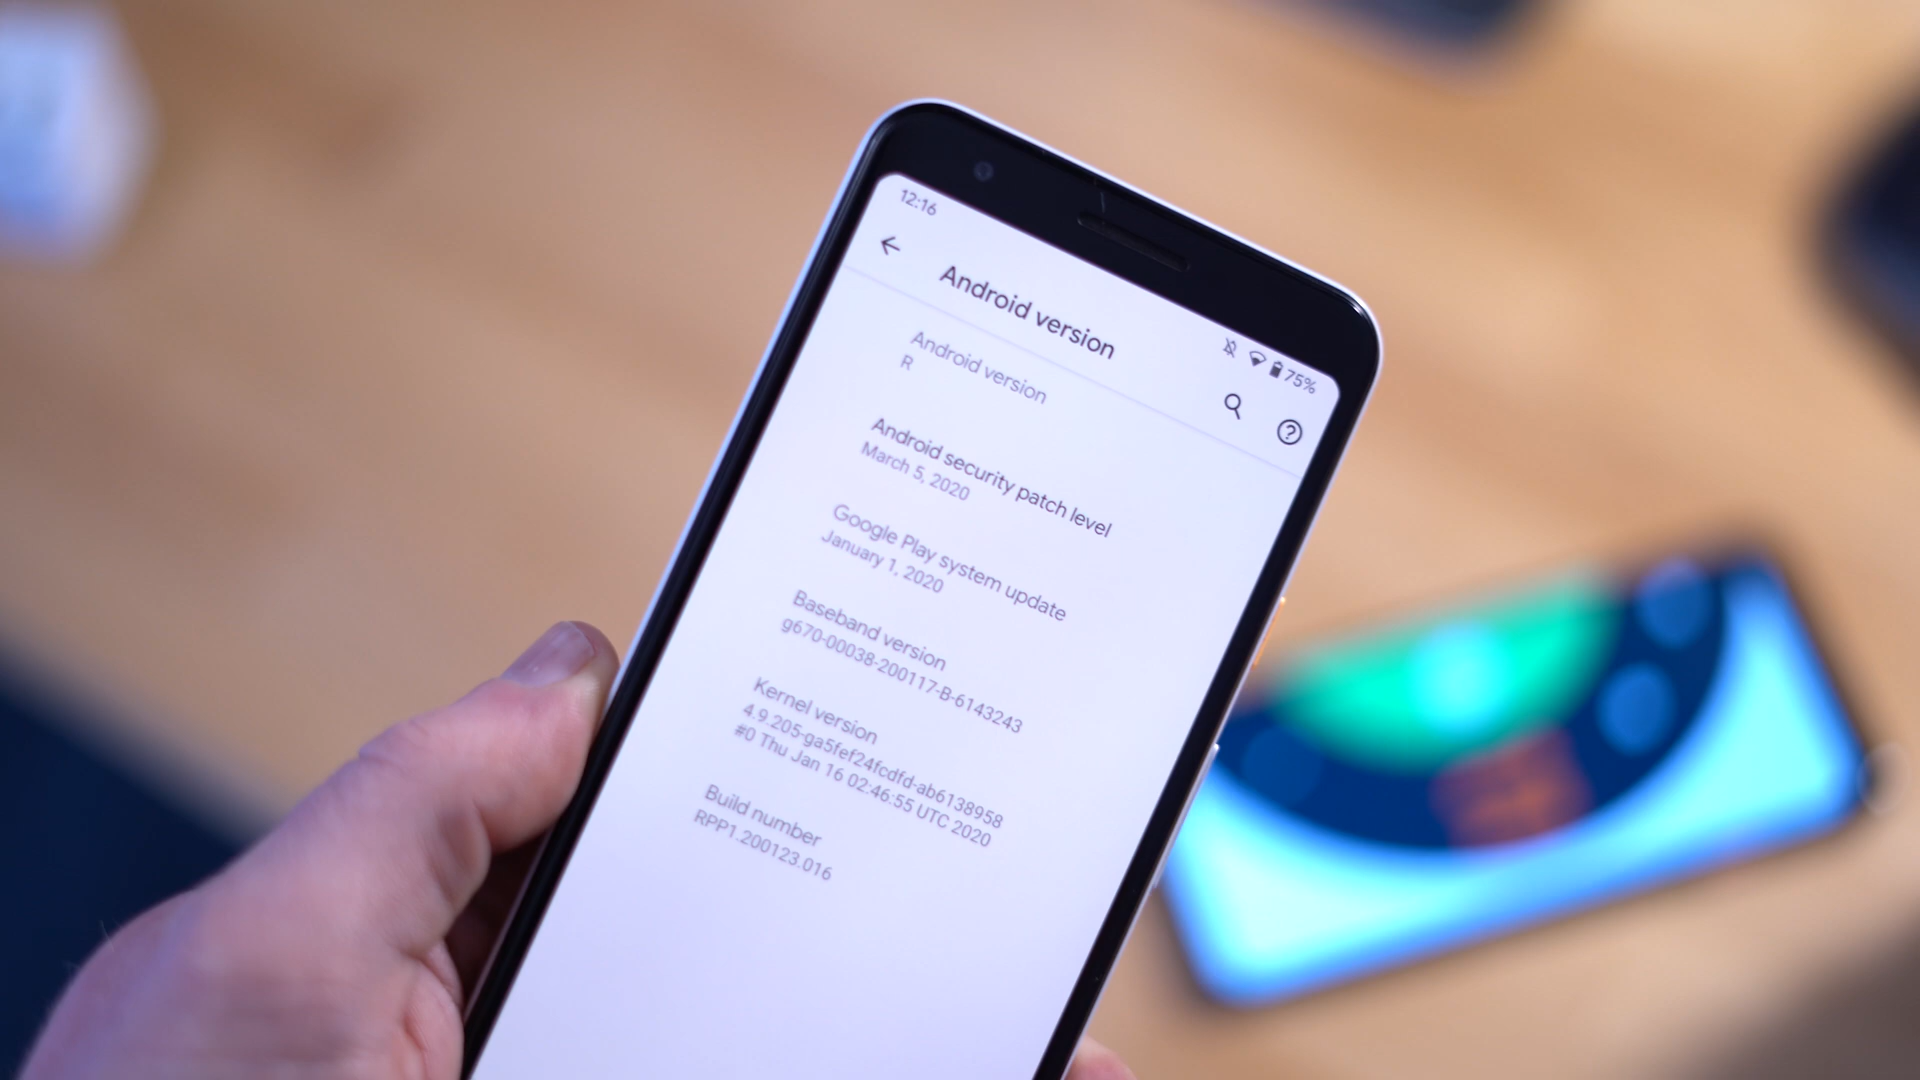 12:16
75%
Android version
Android version
R
Android security patch level
March 5, 2020
Google Play system update
January 1, 2020
Baseband version
g670-00038-200117-B-6143243
Kernel version
4.9.205-ga5fef24fcdfd-ab6138958
#0 Thu Jan 16 02:46:55 UTC 2020
Build number
RPP1.200123.016